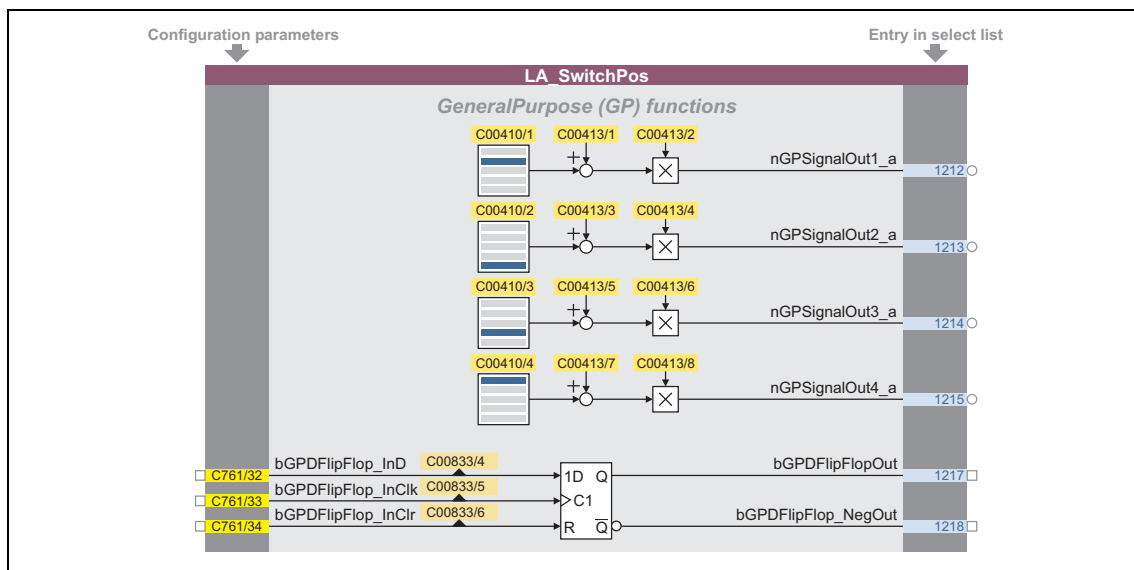 Configuration parameters Entry in select list
LA_SwitchPos
GeneralPurpose (GP) functions
C00410/1 C00413/1 C00413/2
+ × nGPSignalOut1_a 1212
C00410/2 C00413/3 C00413/4
+ × nGPSignalOut2_a 1213
C00410/3 C00413/5 C00413/6
+ × nGPSignalOut3_a 1214
C00410/4 C00413/7 C00413/8
+ × nGPSignalOut4_a 1215
C761/32 bGPDFlipFlop_InD C00833/4 1D Q bGPDFlipFlopOut 1217
C761/33 bGPDFlipFlop_InClk C00833/5 C1
C761/34 bGPDFlipFlop_InClr C00833/6 R Q̅ bGPDFlipFlop_NegOut 1218